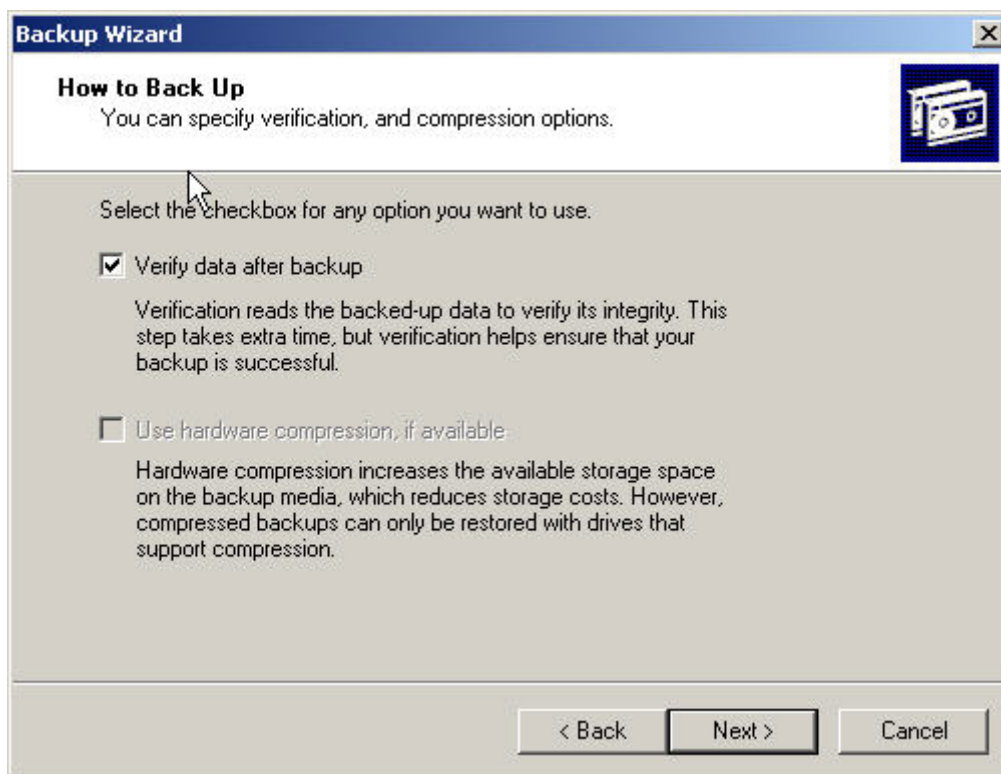 Backup Wizard
How to Back Up
You can specify verification, and compression options.
Select the checkbox for any option you want to use.
Verify data after backup
Verification reads the backed-up data to verify its integrity. This
step takes extra time, but verification helps ensure that your
backup is successful.
Use hardware compression, if available
Hardware compression increases the available storage space
on the backup media, which reduces storage costs. However,
compressed backups can only be restored with drives that
support compression.
< Back
Next >
Cancel